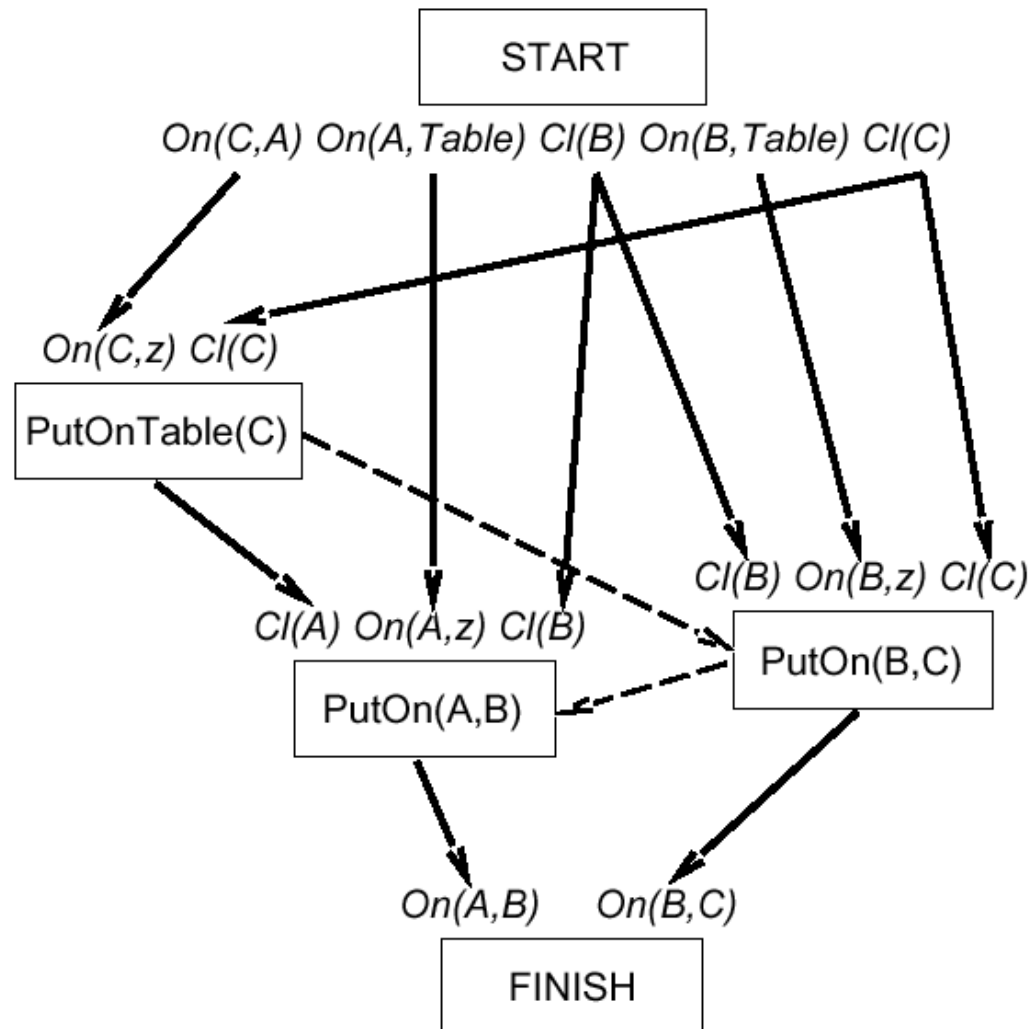 START
On(C,A) On(A,Table) Cl(B) On(B,Table) Cl(C)
On(C,z) Cl(C)
PutOnTable(C)
Cl(B) On(B,z) Cl(C)
Cl(A) On(A,z) Cl(B)
PutOn(B,C)
PutOn(A,B)
On(A,B) On(B,C)
FINISH